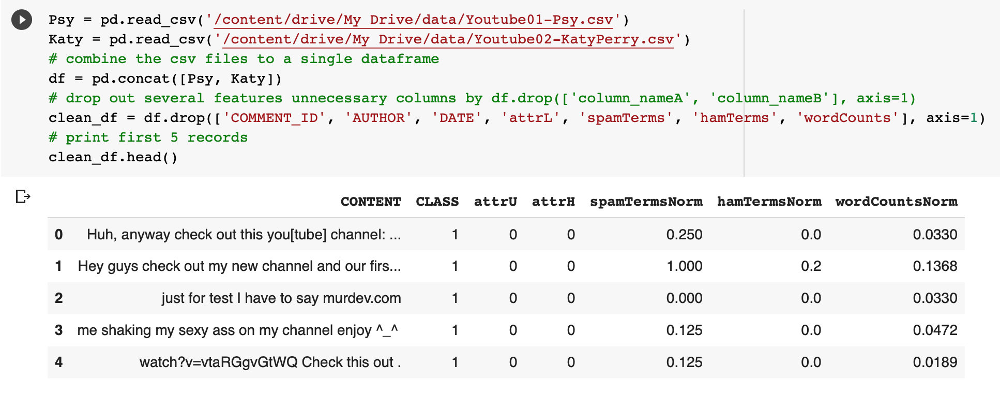 Psy = pd.read_csv('/content/drive/My Drive/data/Youtube01-Psy.csv')
Katy = pd.read_csv('/content/drive/My Drive/data/Youtube02-KatyPerry.csv')
# combine the csv files to a single dataframe
df = pd.concat([Psy, Katy])
# drop out several features unnecessary columns by df.drop(['column_nameA', 'column_nameB'], axis=1)
clean_df = df.drop(['COMMENT_ID', 'AUTHOR', 'DATE', 'attrL', 'spamTerms', 'hamTerms', 'wordCounts'], axis=1)
# print first 5 records
clean_df.head()
CONTENT CLASS attrU attrH spamTermsNorm hamTermsNorm wordCountsNorm
0 Huh, anyway check out this you[tube] channel: ... 1 0 0 0.250 0.0 0.0330
1 Hey guys check out my new channel and our firs... 1 0 0 1.000 0.2 0.1368
2 just for test I have to say murdev.com 1 0 0 0.000 0.0 0.0330
3 me shaking my sexy ass on my channel enjoy ^_^ 1 0 0 0.125 0.0 0.0472
4 watch?v=vtaRGgvGtWQ Check this out . 1 0 0 0.125 0.0 0.0189